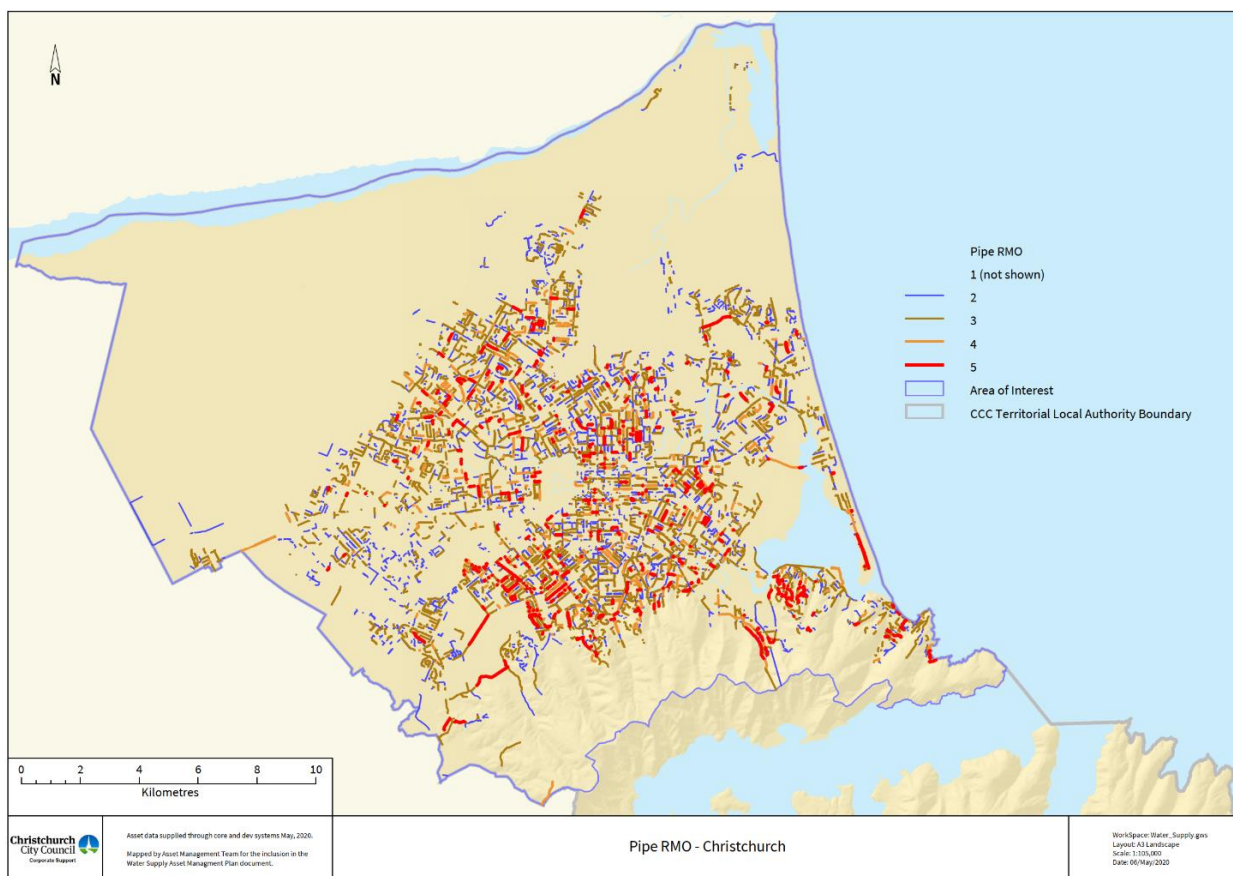 N
Pipe RMO
1 (not shown)
2
3
4
5
Area of Interest
CCC Territorial Local Authority Boundary
0 2 4 6 8 10
Kilometres
Christchurch
City Council
Corporate Support
Asset data supplied through core and dev systems May, 2020.
Mapped by Asset Management Team for the inclusion in the
Water Supply Asset Managment Plan document.
Pipe RMO - Christchurch
WorkSpace: Water_Supply.gws
Layout: A3 Landscape
Scale: 1:105,000
Date: 06/May/2020